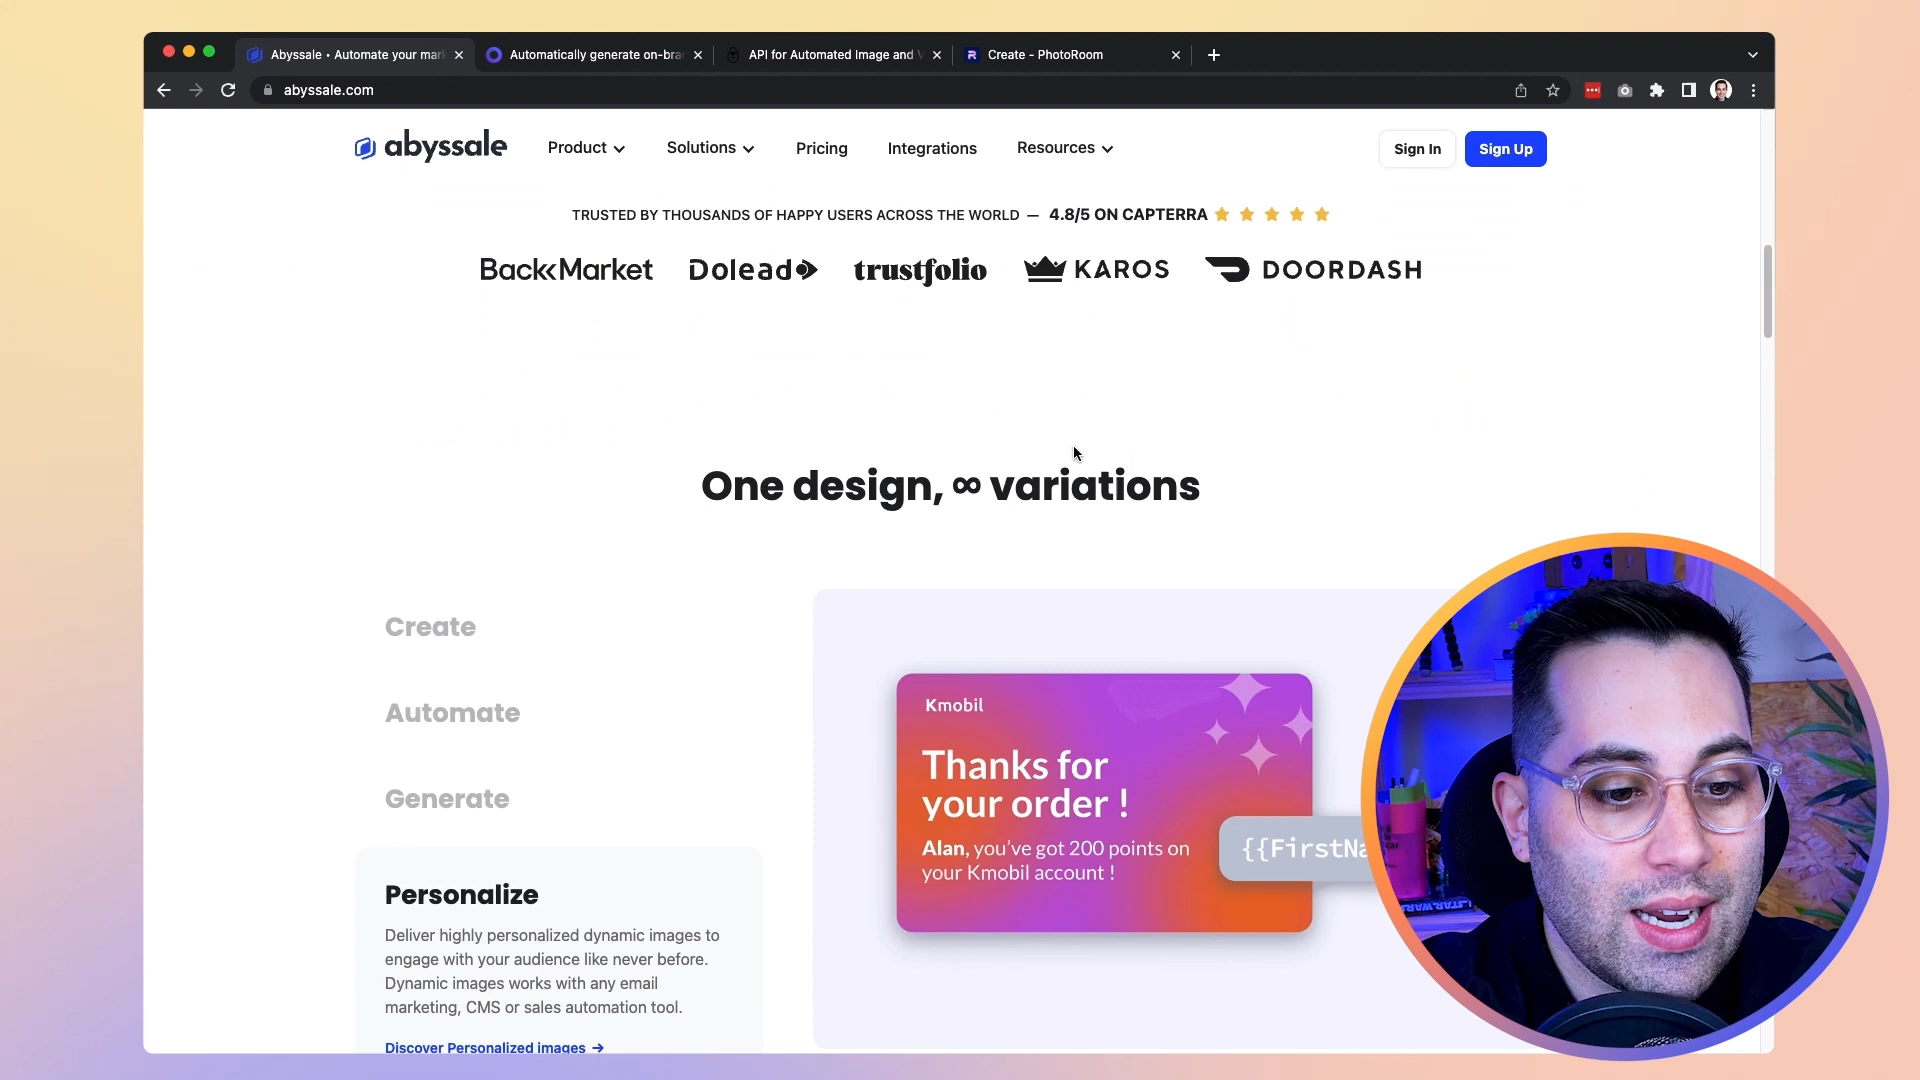 Abyssale • Automate your mar
Automatically generate on-bra
API for Automated Image and V
Create - PhotoRoom
abyssale.com
abyssale
Product
Solutions
Pricing
Integrations
Resources
Sign In
Sign Up
TRUSTED BY THOUSANDS OF HAPPY USERS ACROSS THE WORLD — 4.8/5 ON CAPTERRA
BackMarket
Dolead
trustfolio
KAROS
DOORDASH
One design, ∞ variations
Create
Automate
Generate
Personalize
Deliver highly personalized dynamic images to
engage with your audience like never before.
Dynamic images works with any email
marketing, CMS or sales automation tool.
Discover Personalized images →
Kmobil
Thanks for
your order !
Alan, you've got 200 points on
your Kmobil account !
{{FirstNa
STAR WARS